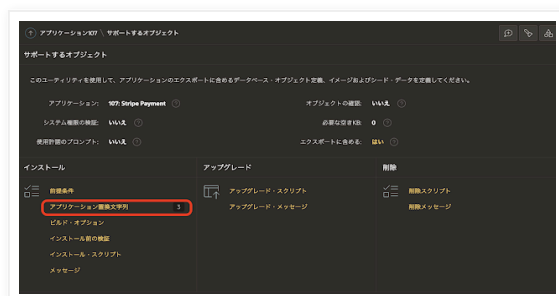 アプリケーション107 \ サポートするオブジェクト
サポートするオブジェクト
このユーティリティを使用して、アプリケーションのエクスポートに含めるデータベース・オブジェクト定義、イメージおよびシード・データを定義してください。
アプリケーション: 107: Stripe Payment
オブジェクトの確認: いいえ
システム権限の検証: いいえ
必要な空きKB: 0
使用許諾のプロンプト: いいえ
エクスポートに含める: はい
インストール
アップグレード
削除
前提条件
アップグレード・スクリプト
削除スクリプト
アプリケーション置換文字列 3
アップグレード・メッセージ
削除メッセージ
ビルド・オプション
インストール前の検証
インストール・スクリプト
メッセージ